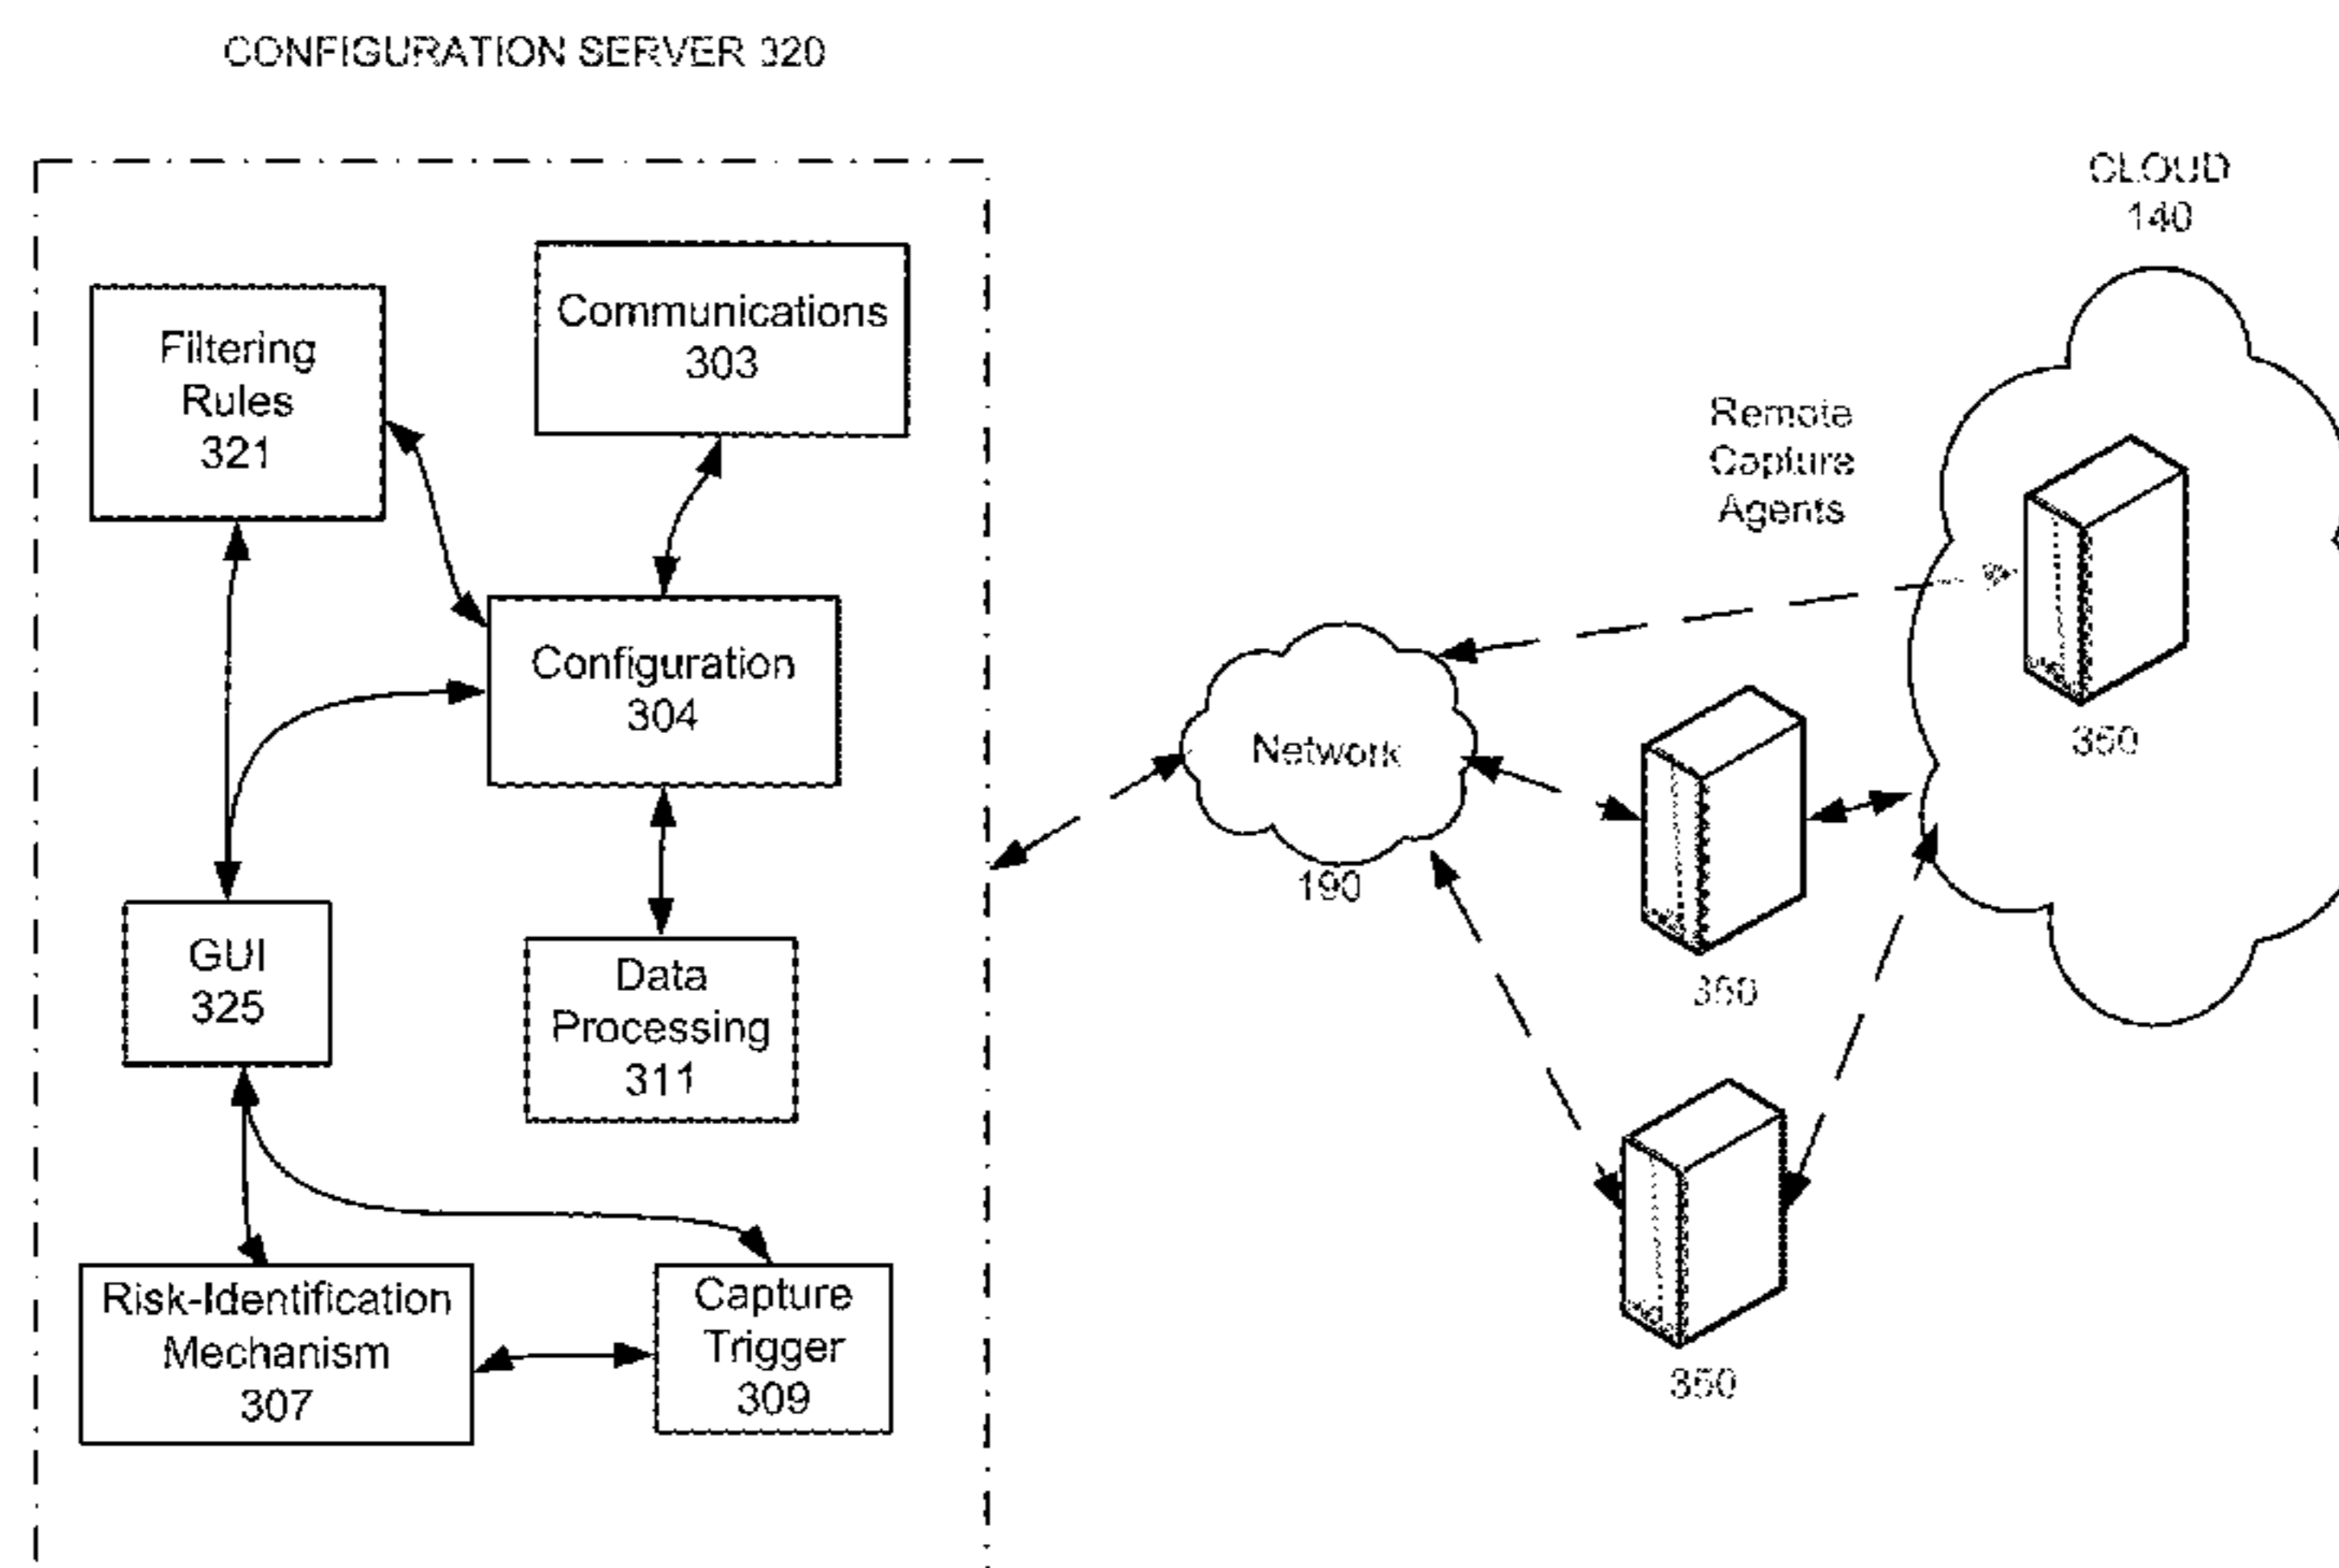 CONFIGURATION SERVER 320
CLOUD
140
Filtering
Rules
321
Communications
303
Remote
Capture
Agents
Configuration
304
350
Network
190
350
GUI
325
Data
Processing
311
Risk-Identification
Mechanism
307
Capture
Trigger
309
350